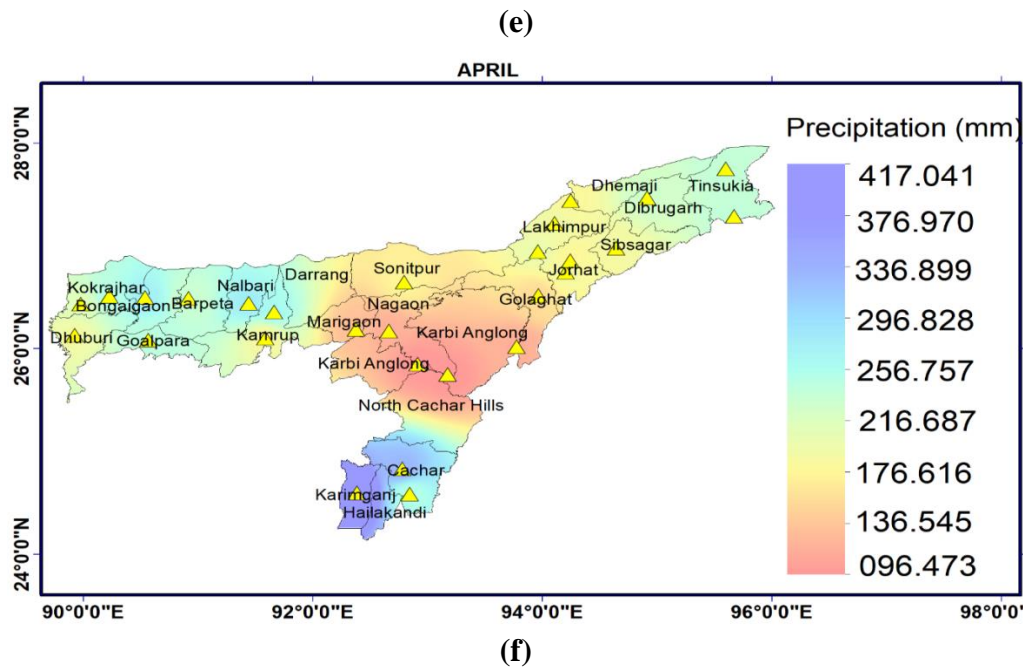 (e)
APRIL
Precipitation (mm)
417.041
376.970
336.899
296.828
256.757
216.687
176.616
136.545
096.473
28°0'0"N
26°0'0"N
24°0'0"N
Dhemaji
Tinsukia
Dibrugarh
Lakhimpur
Sibsagar
Jorhat
Golaghat
Sonitpur
Darrang
Nalbari
Kokrajhar
Bongaigaon
Barpeta
Nagaon
Marigaon
Karbi Anglong
Kamrup
Dhuburi
Goalpara
Karbi Anglong
North Cachar Hills
Cachar
Karimganj
Hailakandi
90°0'0"E
92°0'0"E
94°0'0"E
96°0'0"E
98°0'
(f)